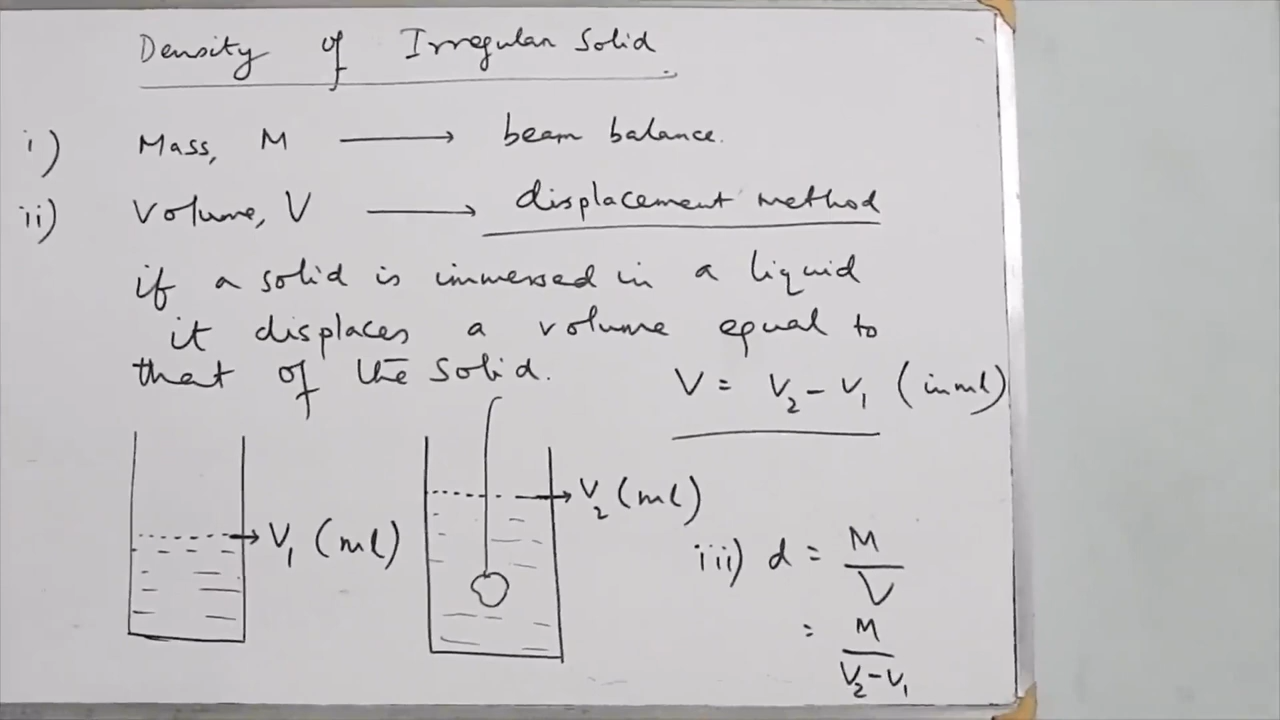 Density of Irregular Solid
i) Mass, M → beam balance.
ii) Volume, V → displacement method
if a solid is immersed in a liquid
it displaces a volume equal to
that of the Solid.
V = V₂ - V₁ (in ml)
V₁ (ml)
V₂ (ml)
iii) d = M/V
= M/V₂-V₁